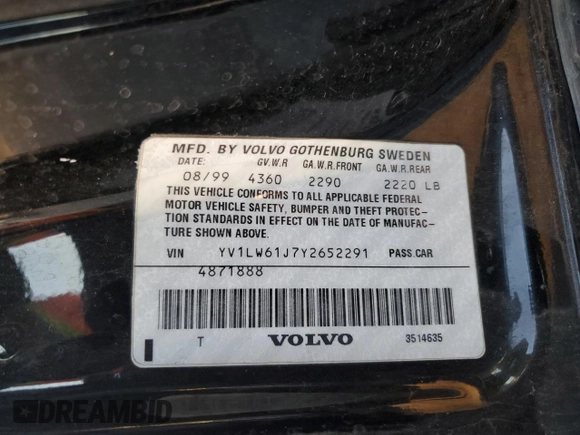 MFD. BY VOLVO GOTHENBURG SWEDEN
DATE: GV.W.R GA.W.R.FRONT GA.W.R.REAR
08/99 4360 2290 2220 LB
THIS VEHICLE CONFORMS TO ALL APPLICABLE FEDERAL
MOTOR VEHICLE SAFETY, BUMPER AND THEFT PROTEC-
TION STANDARDS IN EFFECT ON THE DATE OF MANUFAC-
TURE SHOWN ABOVE.
VIN YV1LW61J7Y2652291 PASS.CAR
4871888
T VOLVO 3514635
DREAMBID